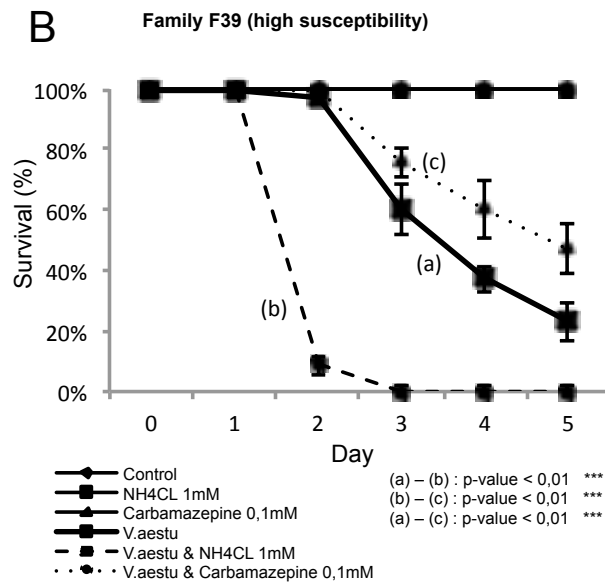 B
Family F39 (high susceptibility)
100%
80%
60%
40%
20%
0%
Survival (%)
(c)
(a)
(b)
0 1 2 3 4 5
Day
Control
NH4CL 1mM
Carbamazepine 0,1mM
V.aestu
V.aestu & NH4CL 1mM
V.aestu & Carbamazepine 0,1mM
(a) – (b) : p-value < 0,01 ***
(b) – (c) : p-value < 0,01 ***
(a) – (c) : p-value < 0,01 ***